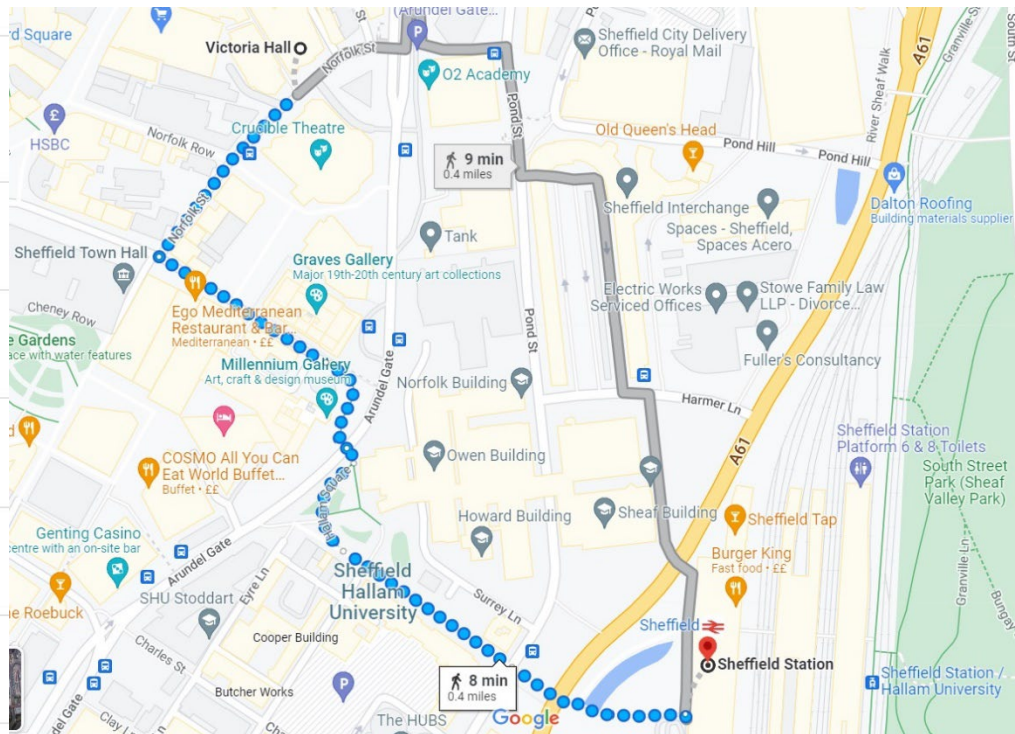 (Arundel Gate...
rd Square
Victoria Hall
Norfolk St
P
Sheffield City Delivery
Office - Royal Mail
A61
River Sheaf Walk
Granville St
South St
O2 Academy
HSBC
Crucible Theatre
Norfolk Row
Pond St
Old Queen's Head
Pond Hill
Pond Hill
9 min
0.4 miles
Dalton Roofing
Building materials supplier
Norfolk St
Sheffield Interchange
Spaces - Sheffield,
Spaces Acero
Tank
Sheffield Town Hall
Graves Gallery
Major 19th-20th century art collections
Electric Works
Serviced Offices
Stowe Family Law
LLP - Divorce...
Cheney Row
Ego Mediterranean
Restaurant & Bar...
Mediterranean • ££
e Gardens
ace with water features
Pond St
Fuller's Consultancy
Millennium Gallery
Art, craft & design museum
Arundel Gate
Norfolk Building
Harmer Ln
Sheffield Station
Platform 6 & 8 Toilets
A61
COSMO All You Can
Eat World Buffet...
Buffet • ££
Owen Building
South Street
Park (Sheaf
Valley Park)
Hallam Square
Howard Building
Sheaf Building
Sheffield Tap
Genting Casino
centre with an on-site bar
Arundel Gate
Burger King
Fast food • ££
Granville Ln
Sheffield
Hallam
University
Eyre Ln
SHU Stoddart
ne Roebuck
Surrey Ln
Bungay
Cooper Building
Sheffield
Sheffield Station
Charles St
8 min
0.4 miles
Sheffield Station /
Hallam University
Butcher Works
P
The HUBS
Google